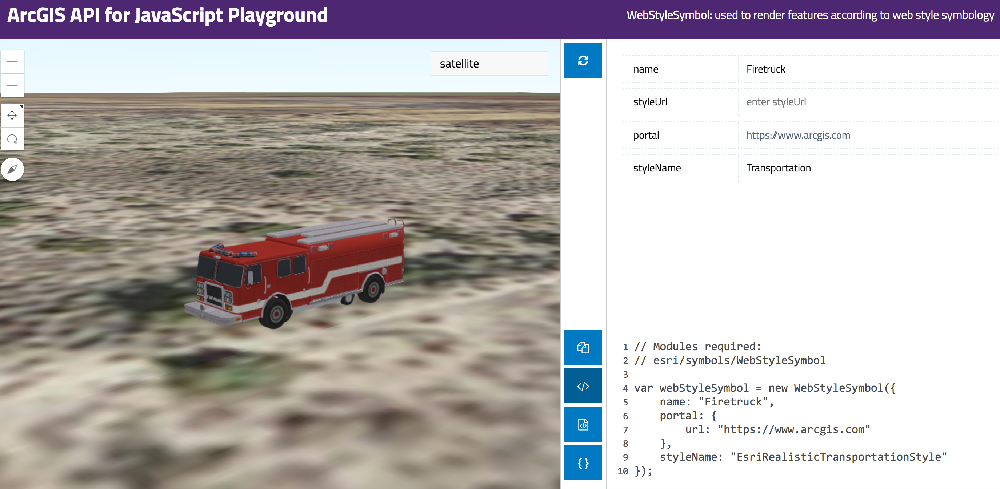 ArcGIS API for JavaScript Playground
WebStyleSymbol: used to render features according to web style symbology
satellite
name
Firetruck
styleUrl
enter styleUrl
portal
https://www.arcgis.com
styleName
Transportation
1 // Modules required:
2 // esri/symbols/WebStyleSymbol
3
4 var webStyleSymbol = new WebStyleSymbol({
5     name: "Firetruck",
6     portal: {
7         url: "https://www.arcgis.com"
8     },
9     styleName: "EsriRealisticTransportationStyle"
10 });